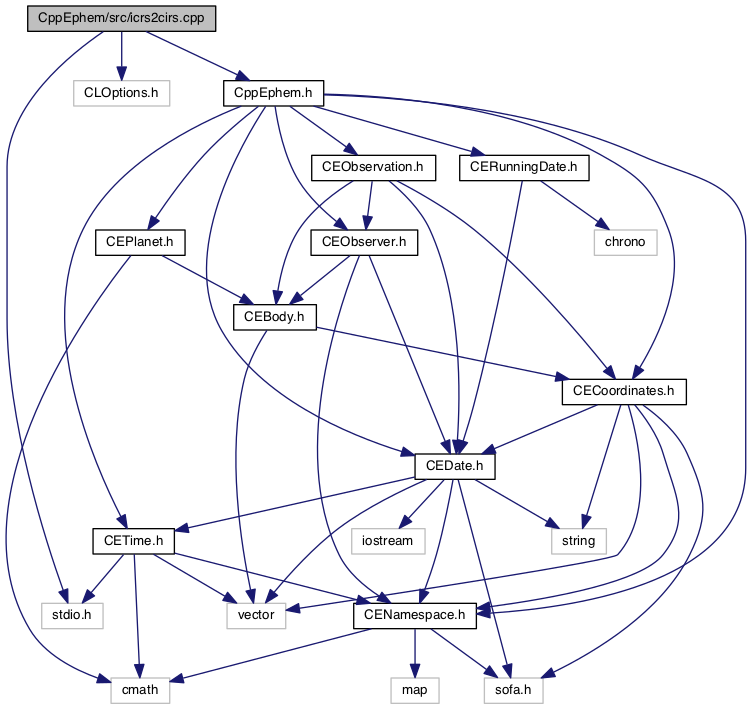 CppEphem/src/icrs2cirs.cpp
CLOptions.h
CppEphem.h
CEObservation.h
CERunningDate.h
CEPlanet.h
CEObserver.h
chrono
CEBody.h
CECoordinates.h
CEDate.h
CETime.h
iostream
string
stdio.h
vector
CENamespace.h
cmath
map
sofa.h